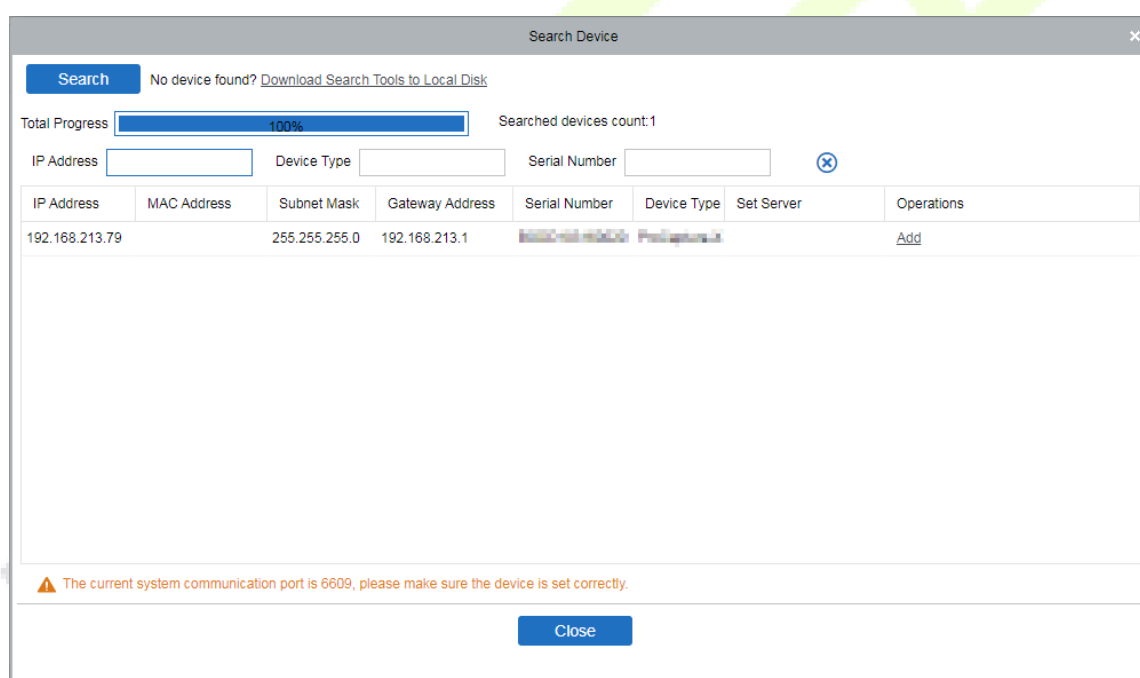 Search Device
Search No device found? Download Search Tools to Local Disk
Total Progress 100% Searched devices count:1
IP Address Device Type Serial Number
IP Address MAC Address Subnet Mask Gateway Address Serial Number Device Type Set Server Operations
192.168.213.79 255.255.255.0 192.168.213.1 Add
The current system communication port is 6609, please make sure the device is set correctly.
Close